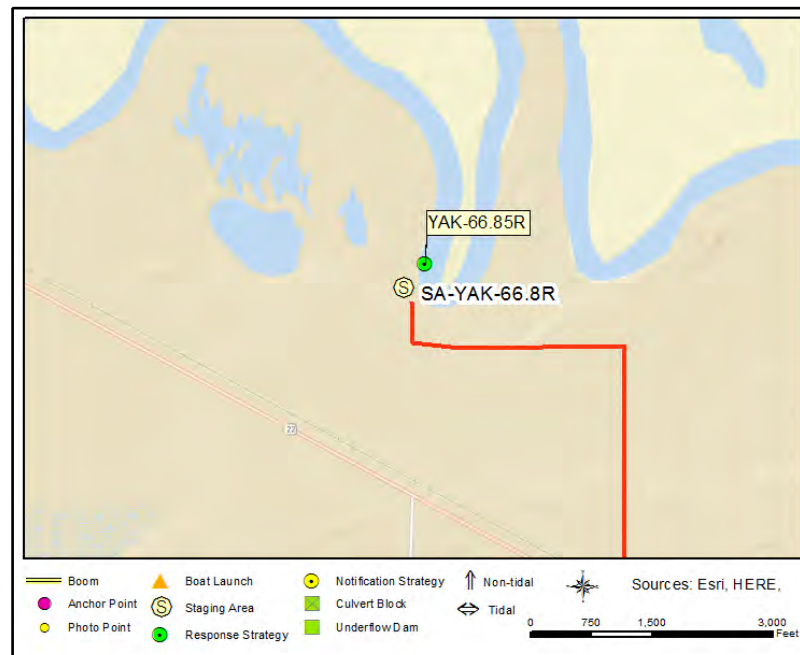 YAK-66.85R
S SA-YAK-66.8R
22
Boom
Anchor Point
Photo Point
Boat Launch
S Staging Area
Response Strategy
Notification Strategy
Culvert Block
Underflow Dam
Non-tidal
Tidal
Sources: Esri, HERE,
0 750 1,500 3,000
Feet